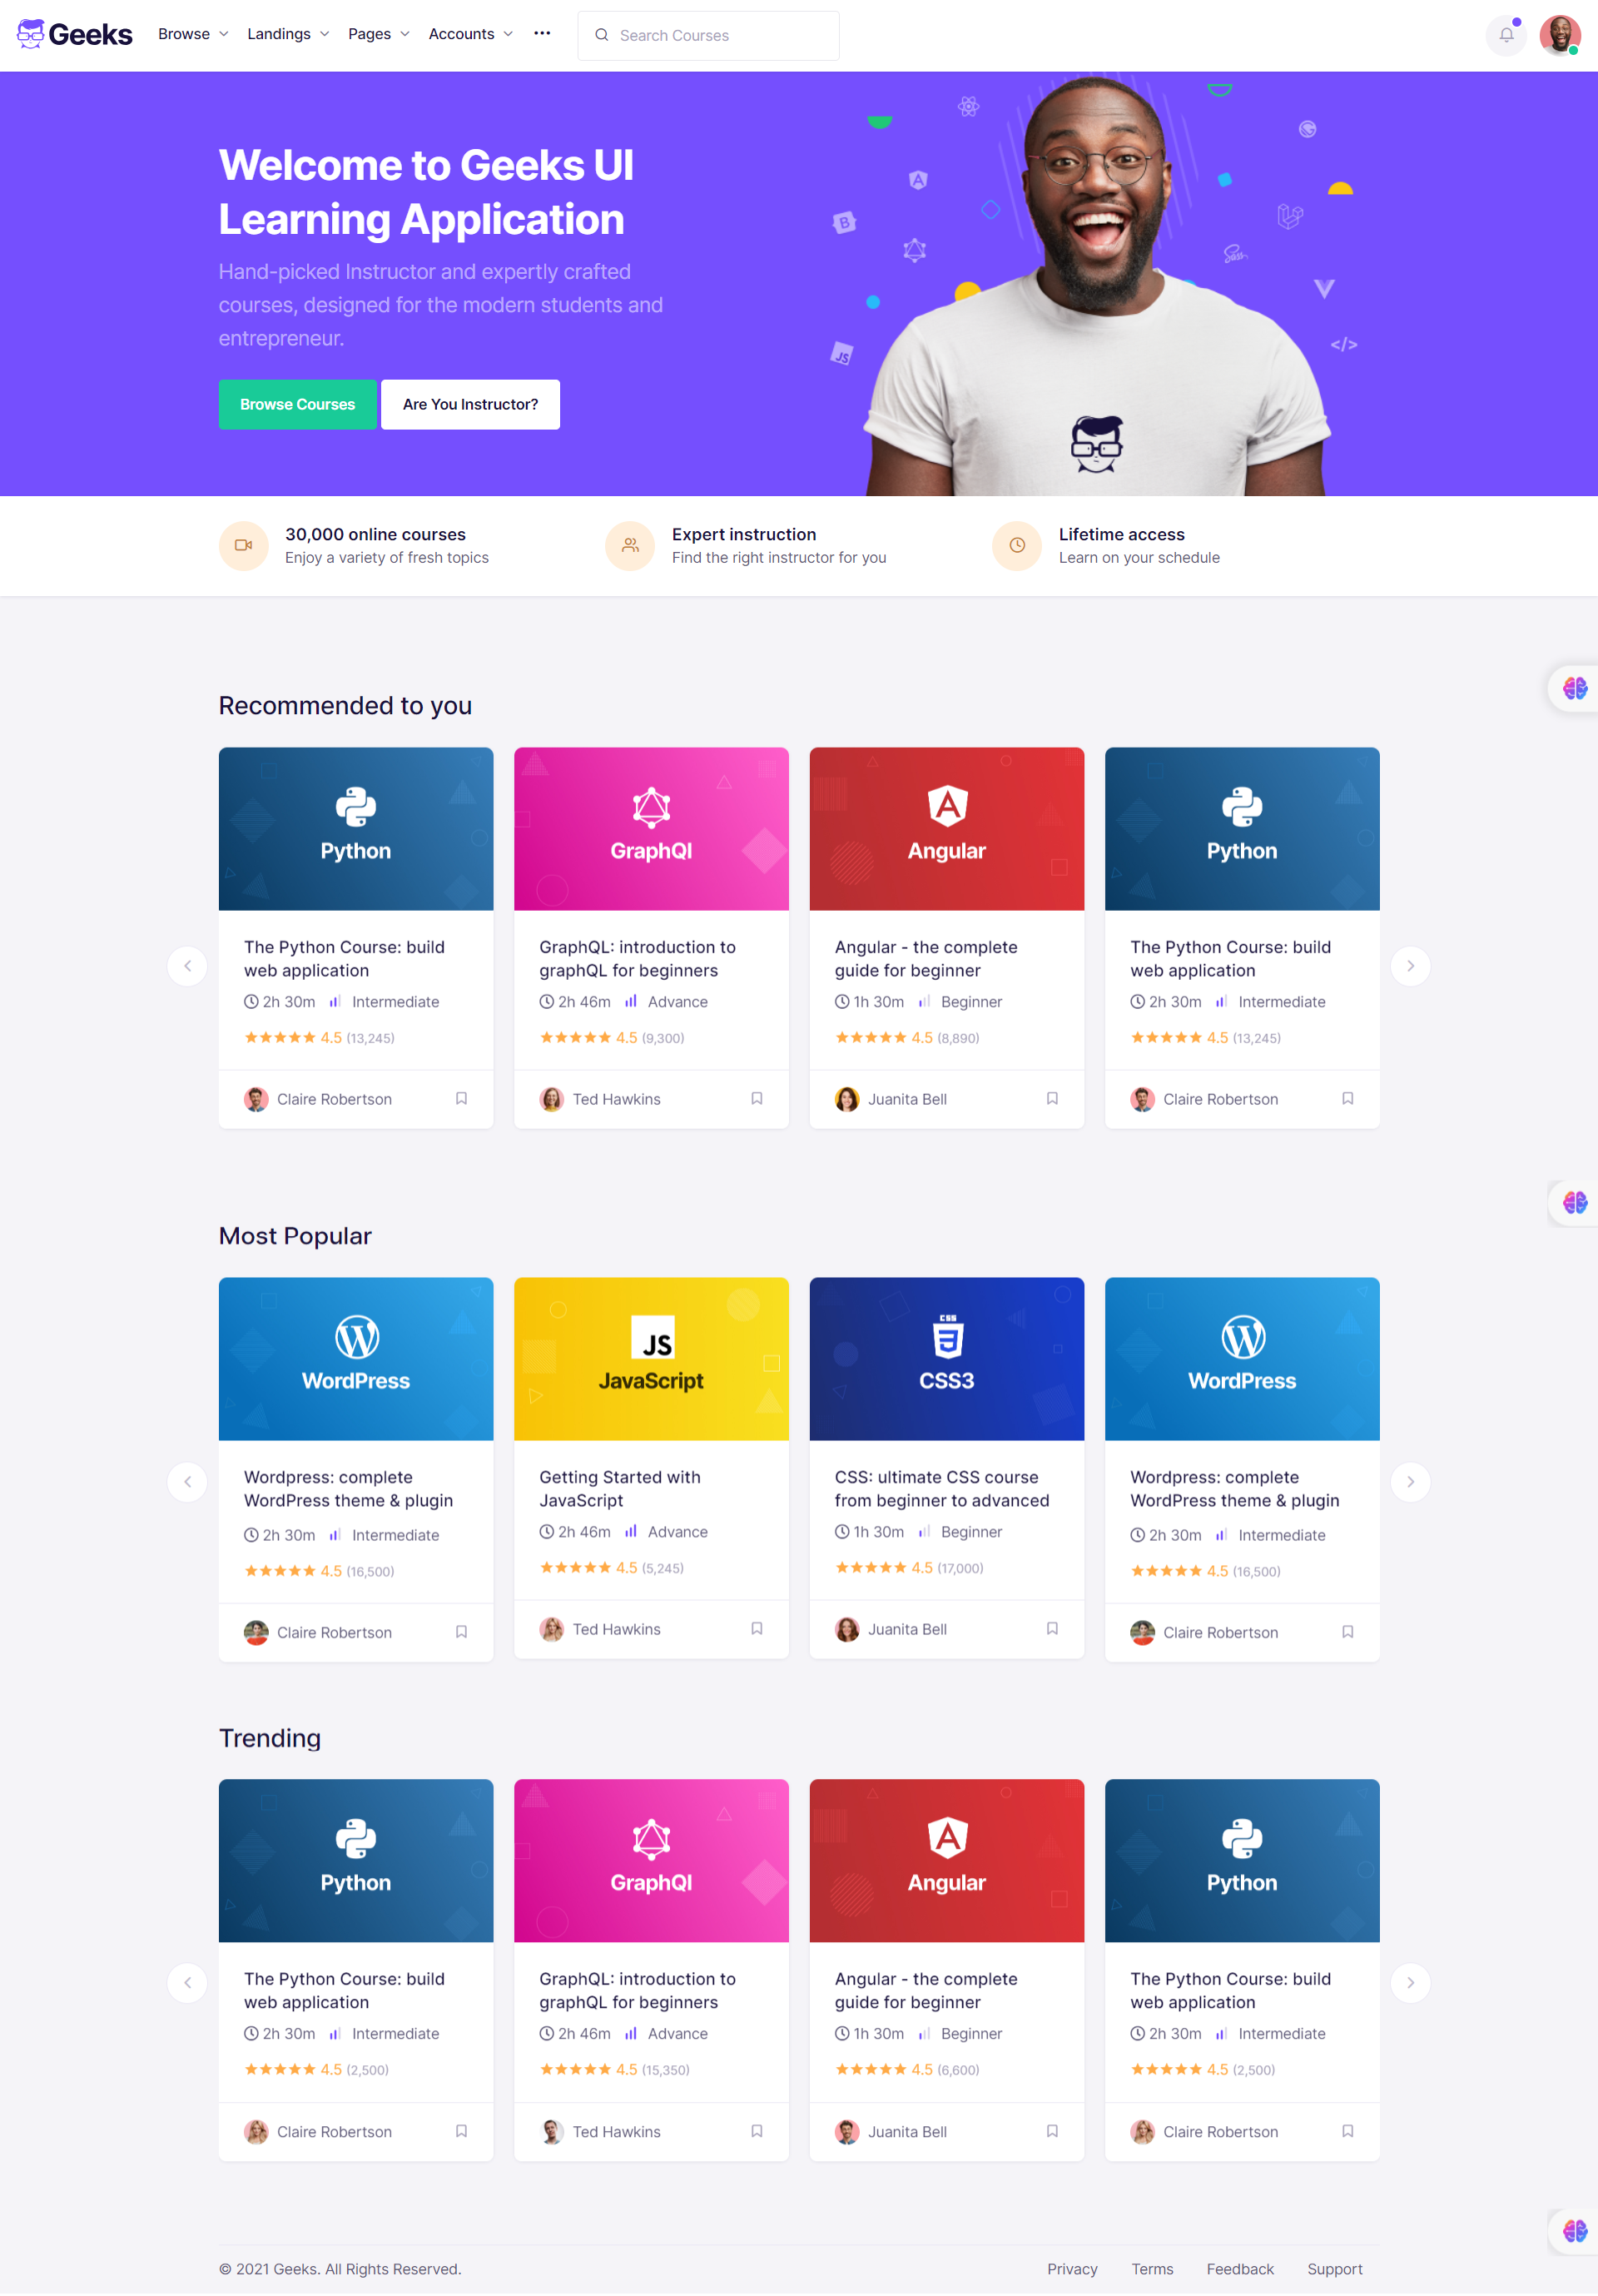 Geeks
Browse
Landings
Pages
Accounts
Search Courses
Welcome to Geeks UI
Learning Application
Hand-picked Instructor and expertly crafted
courses, designed for the modern students and
entrepreneur.
B
JS
Sass
</>
Browse Courses
Are You Instructor?
30,000 online courses
Enjoy a variety of fresh topics
Expert instruction
Find the right instructor for you
Lifetime access
Learn on your schedule
Recommended to you
Python
The Python Course: build
web application
2h 30m Intermediate
4.5 (13,245)
Claire Robertson
GraphQl
GraphQL: introduction to
graphQL for beginners
2h 46m Advance
4.5 (9,300)
Ted Hawkins
Angular
Angular - the complete
guide for beginner
1h 30m Beginner
4.5 (8,890)
Juanita Bell
Python
The Python Course: build
web application
2h 30m Intermediate
4.5 (13,245)
Claire Robertson
Most Popular
WordPress
Wordpress: complete
WordPress theme & plugin
2h 30m Intermediate
4.5 (16,500)
Claire Robertson
JS
JavaScript
Getting Started with
JavaScript
2h 46m Advance
4.5 (5,245)
Ted Hawkins
CSS
3
CSS3
CSS: ultimate CSS course
from beginner to advanced
1h 30m Beginner
4.5 (17,000)
Juanita Bell
WordPress
Wordpress: complete
WordPress theme & plugin
2h 30m Intermediate
4.5 (16,500)
Claire Robertson
Trending
Python
The Python Course: build
web application
2h 30m Intermediate
4.5 (2,500)
Claire Robertson
GraphQl
GraphQL: introduction to
graphQL for beginners
2h 46m Advance
4.5 (15,350)
Ted Hawkins
Angular
Angular - the complete
guide for beginner
1h 30m Beginner
4.5 (6,600)
Juanita Bell
Python
The Python Course: build
web application
2h 30m Intermediate
4.5 (2,500)
Claire Robertson
© 2021 Geeks. All Rights Reserved.
Privacy
Terms
Feedback
Support